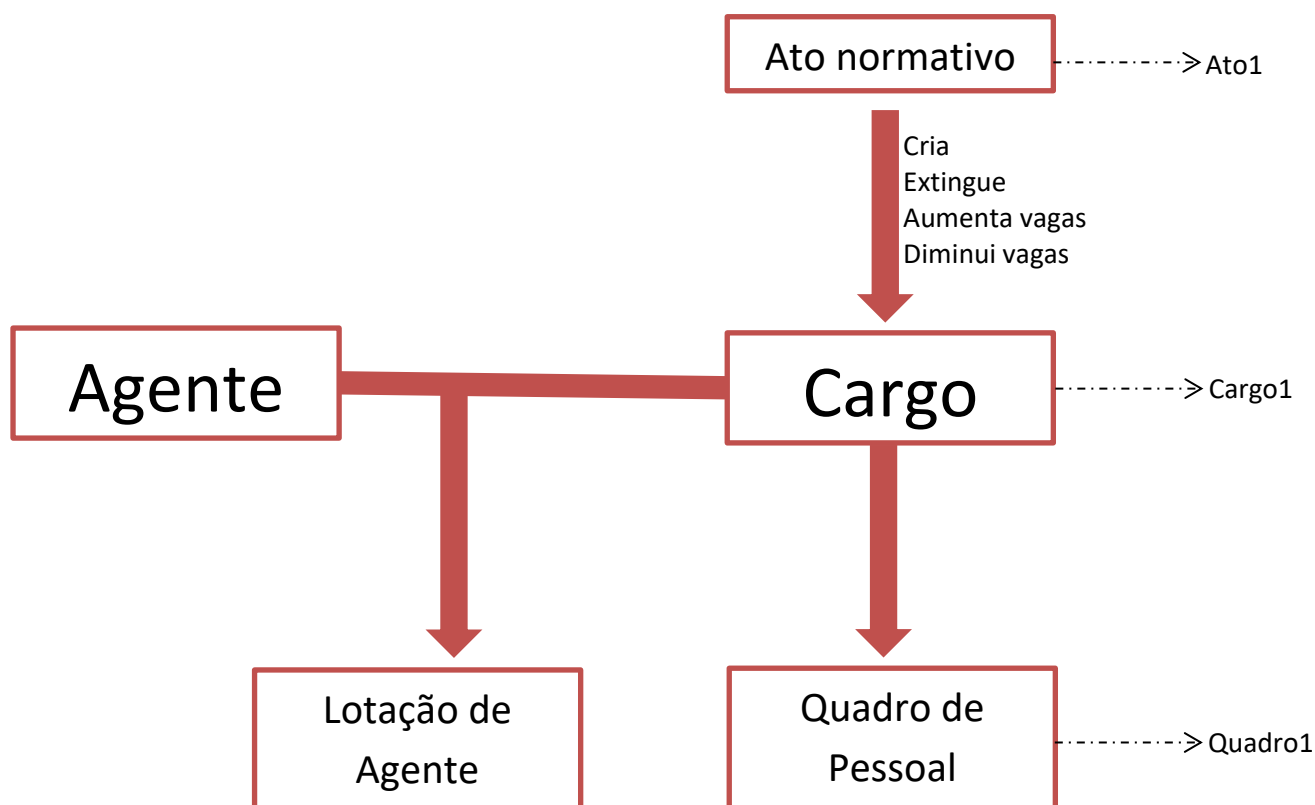 Ato normativo
Ato1
Cria
Extingue
Aumenta vagas
Diminui vagas
Agente
Cargo
Cargo1
Lotação de
Agente
Quadro de
Pessoal
Quadro1